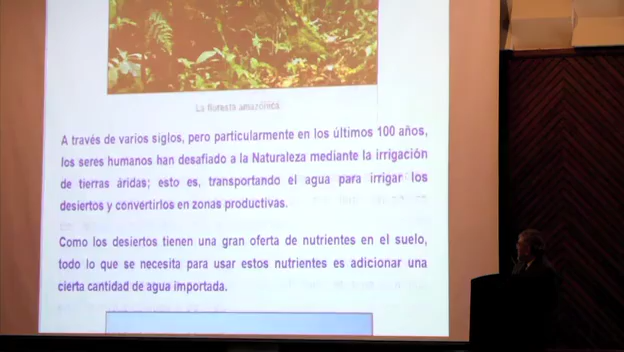 La floresta amazónica
A través de varios siglos, pero particularmente en los últimos 100 años,
los seres humanos han desafiado a la Naturaleza mediante la irrigación
de tierras áridas; esto es, transportando el agua para irrigar los
desiertos y convertirlos en zonas productivas.
Como los desiertos tienen una gran oferta de nutrientes en el suelo,
todo lo que se necesita para usar estos nutrientes es adicionar una
cierta cantidad de agua importada.